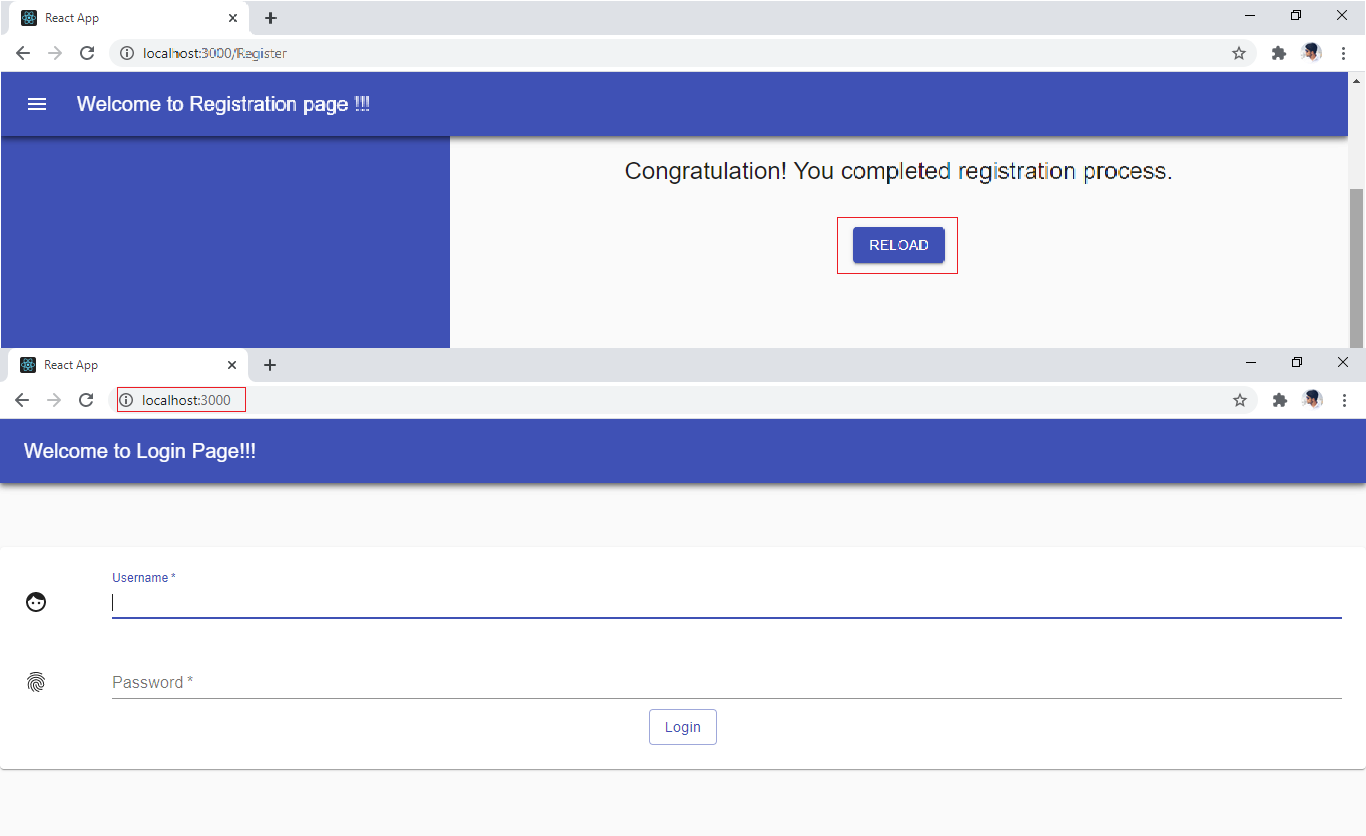 React App
localhost:3000/Register
Welcome to Registration page !!!
Congratulation! You completed registration process.
RELOAD
React App
localhost:3000
Welcome to Login Page!!!
Username *
Password *
Login